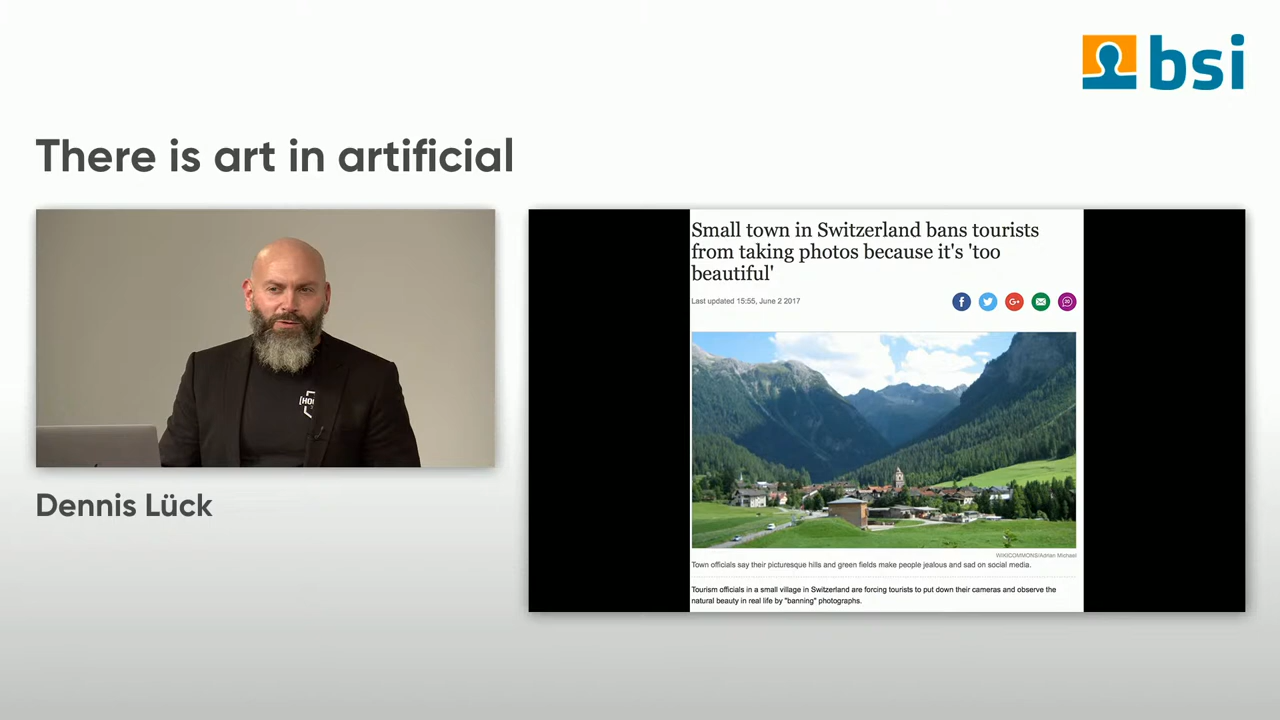 bsi
There is art in artificial
Small town in Switzerland bans tourists
from taking photos because it's 'too
beautiful'
Last updated 15:55, June 2 2017
f
G+
20
[HO
WIKICOMMONS/Adrian Michael
Town officials say their picturesque hills and green fields make people jealous and sad on social media.
Tourism officials in a small village in Switzerland are forcing tourists to put down their cameras and observe the
natural beauty in real life by "banning" photographs.
Dennis Lück